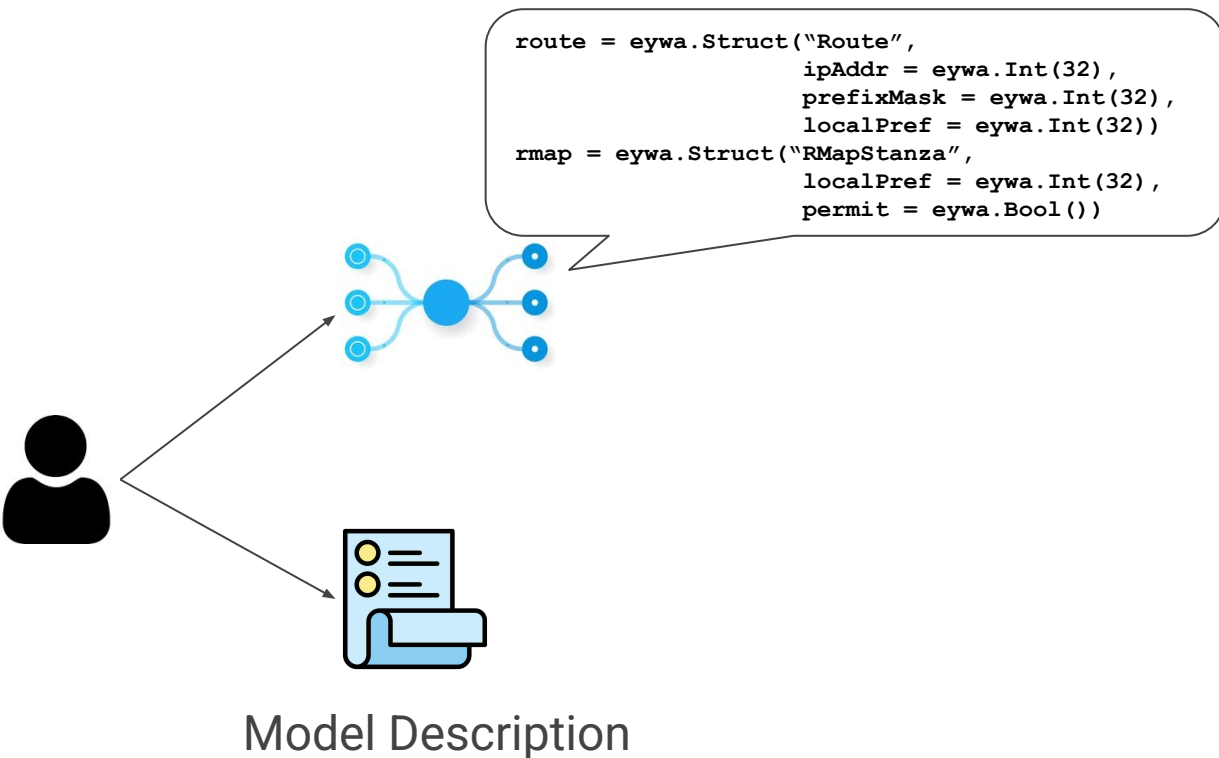 route = eywa.Struct(“Route”,
ipAddr = eywa.Int(32),
prefixMask = eywa.Int(32),
localPref = eywa.Int(32))
rmap = eywa.Struct(“RMapStanza”,
localPref = eywa.Int(32),
permit = eywa.Bool())
Model Description